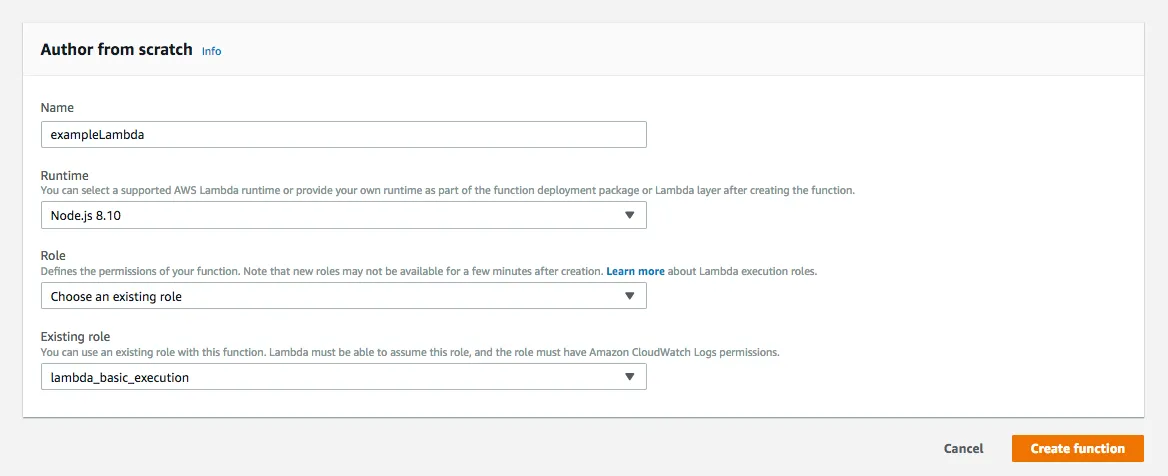 Author from scratch Info
Name
exampleLambda
Runtime
You can select a supported AWS Lambda runtime or provide your own runtime as part of the function deployment package or Lambda layer after creating the function.
Node.js 8.10
Role
Defines the permissions of your function. Note that new roles may not be available for a few minutes after creation. Learn more about Lambda execution roles.
Choose an existing role
Existing role
You can use an existing role with this function. Lambda must be able to assume this role, and the role must have Amazon CloudWatch Logs permissions.
lambda_basic_execution
Cancel Create function